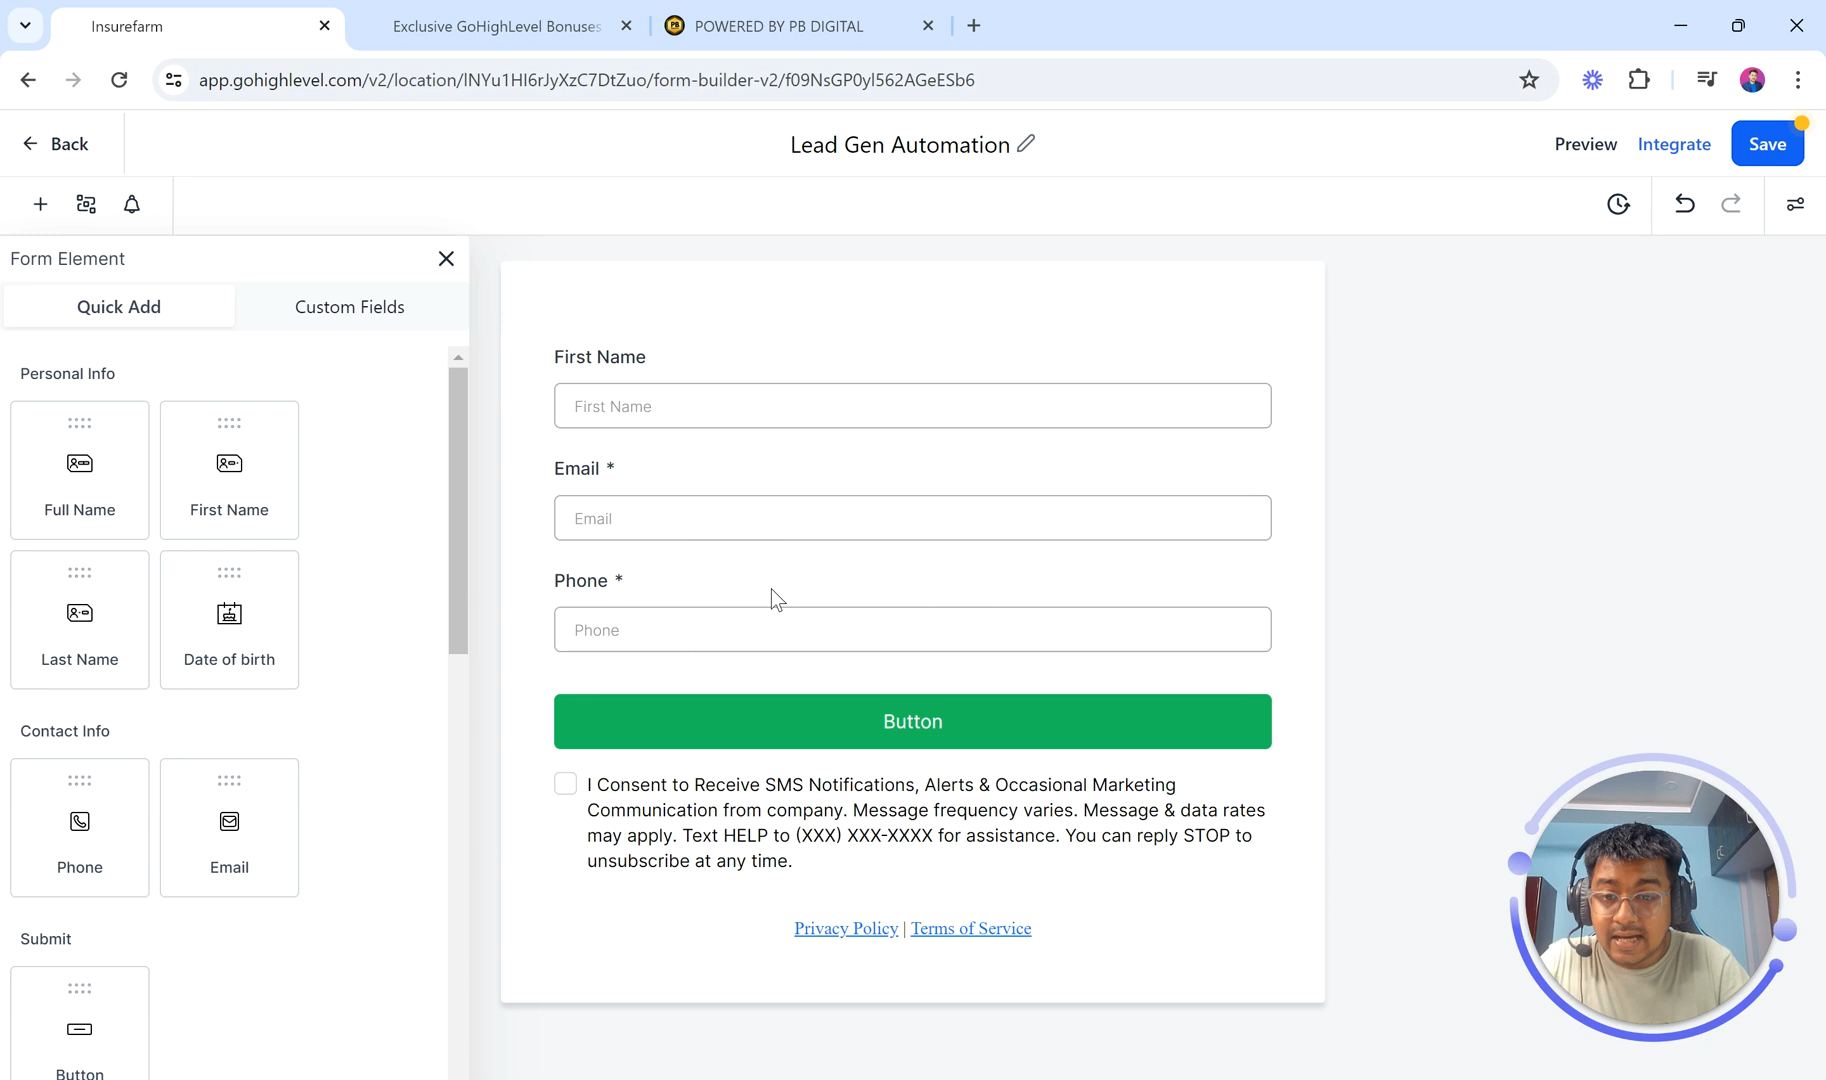 Insurefarm
Exclusive GoHighLevel Bonuses
POWERED BY PB DIGITAL
app.gohighlevel.com/v2/location/lNYu1HI6rJyXzC7DtZuo/form-builder-v2/f09NsGP0yl562AGeESb6
Back
Lead Gen Automation
Preview
Integrate
Save
Form Element
Quick Add
Custom Fields
Personal Info
Full Name
First Name
Last Name
Date of birth
Contact Info
Phone
Email
Submit
Button
First Name
First Name
Email *
Email
Phone *
Phone
Button
I Consent to Receive SMS Notifications, Alerts & Occasional Marketing
Communication from company. Message frequency varies. Message & data rates
may apply. Text HELP to (XXX) XXX-XXXX for assistance. You can reply STOP to
unsubscribe at any time.
Privacy Policy | Terms of Service